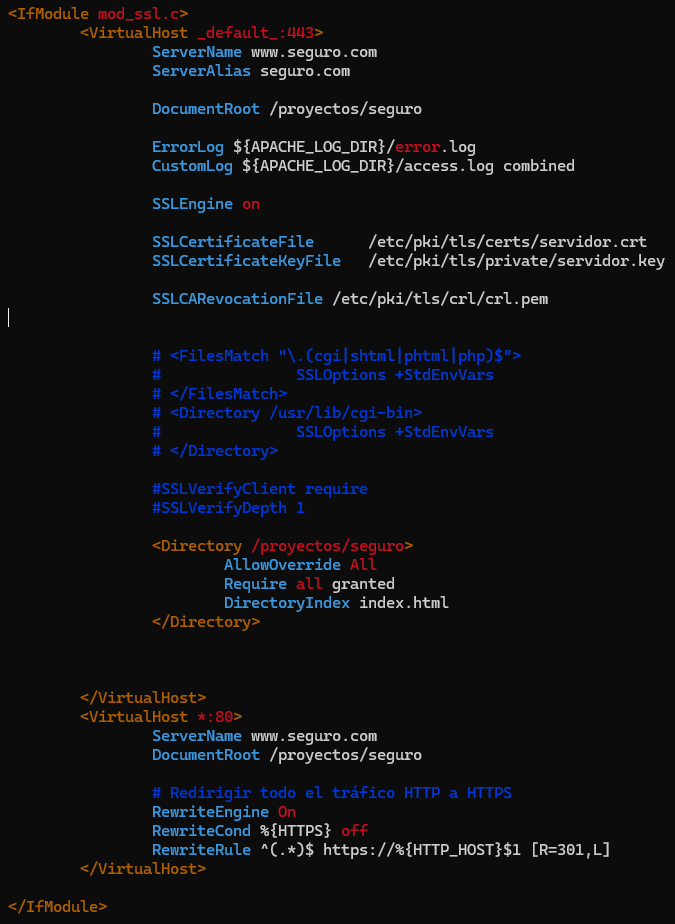 <IfModule mod_ssl.c>
<VirtualHost _default_:443>
ServerName www.seguro.com
ServerAlias seguro.com
DocumentRoot /proyectos/seguro
ErrorLog ${APACHE_LOG_DIR}/error.log
CustomLog ${APACHE_LOG_DIR}/access.log combined
SSLEngine on
SSLCertificateFile /etc/pki/tls/certs/servidor.crt
SSLCertificateKeyFile /etc/pki/tls/private/servidor.key
SSLCARevocationFile /etc/pki/tls/crl/crl.pem
# <FilesMatch "\.(cgi|shtml|phtml|php)$">
# SSLOptions +StdEnvVars
# </FilesMatch>
# <Directory /usr/lib/cgi-bin>
# SSLOptions +StdEnvVars
# </Directory>
#SSLVerifyClient require
#SSLVerifyDepth 1
<Directory /proyectos/seguro>
AllowOverride All
Require all granted
DirectoryIndex index.html
</Directory>
</VirtualHost>
<VirtualHost *:80>
ServerName www.seguro.com
DocumentRoot /proyectos/seguro
# Redirigir todo el tráfico HTTP a HTTPS
RewriteEngine On
RewriteCond %{HTTPS} off
RewriteRule ^(.*)$ https://%{HTTP_HOST}$1 [R=301,L]
</VirtualHost>
</IfModule>